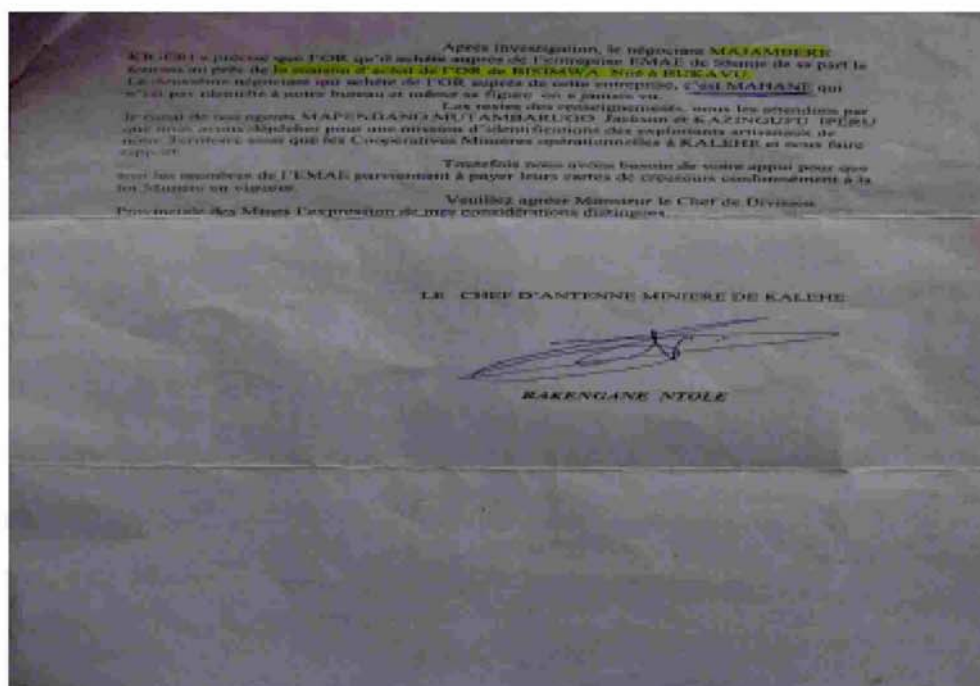 Après investigation, le négociant MAJAMBERE
a précisé que l'OR qu'il achète auprès de l'entreprise EMAE de de sa part le
au près de la maison d'achat de l'OR de BISIMWA à BUKAVU.
Le deuxième négociant qui achète de l'OR auprès de cette entreprise, c'est MAHANE qui
n'est pas identifié à notre bureau et même sa figure on a jamais vu.
Les restes des renseignements, nous les attendons par
le canal de nos agents MAPENDANO MUTAMBARUGO Jackson et KAZINGUFU IPERU
que nous avons dépêcher pour une mission d'identifications des exploitants artisanaux de
notre Territoire ainsi que les Coopératives Minières opérationnelles à KALEHE et nous faire
rapport.
Toutefois nous avons besoin de votre appui pour que
tout les membres de l'EMAE parviennent à payer leurs cartes de creuseurs conformément à la
loi Minière en vigueur.
Veuillez agréer Monsieur le Chef de Division
Provinciale des Mines l'expression de mes considérations distinguées.
LE CHEF D'ANTENNE MINIERE DE KALEHE
BAKENGANE NTOLE